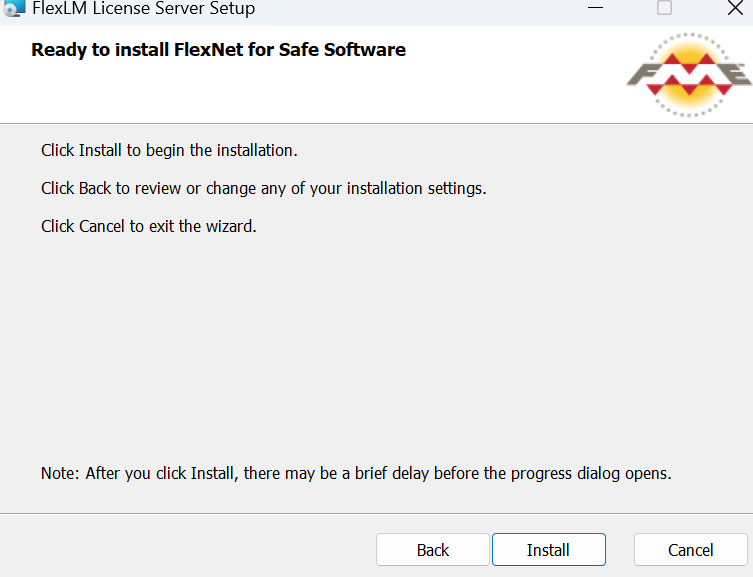 FlexLM License Server Setup
Ready to install FlexNet for Safe Software
FME
Click Install to begin the installation.
Click Back to review or change any of your installation settings.
Click Cancel to exit the wizard.
Note: After you click Install, there may be a brief delay before the progress dialog opens.
Back
Install
Cancel